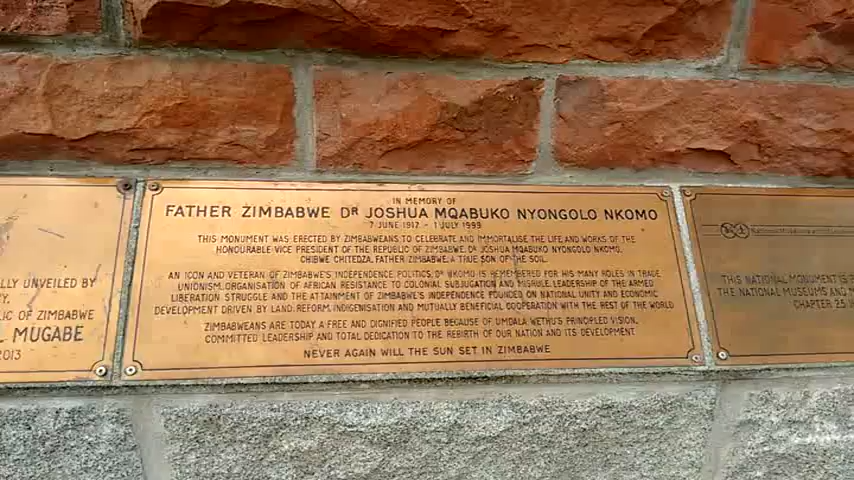 LLY UNVEILED BY
RY,
LIC OF ZIMBABWE
L MUGABE
2013
IN MEMORY OF
FATHER ZIMBABWE DR JOSHUA MQABUKO NYONGOLO NKOMO
7 JUNE 1917 - 1 JULY 1999
THIS MONUMENT WAS ERECTED BY ZIMBABWEANS TO CELEBRATE AND IMMORTALISE THE LIFE AND WORKS OF THE
HONOURABLE VICE PRESIDENT OF THE REPUBLIC OF ZIMBABWE, DR JOSHUA MQABUKO NYONGOLO NKOMO,
CHIBWE CHITEDZA, FATHER ZIMBABWE, A TRUE SON OF THE SOIL
AN ICON AND VETERAN OF ZIMBABWE'S INDEPENDENCE POLITICS, DR NKOMO IS REMEMBERED FOR HIS MANY ROLES IN TRADE
UNIONISM, ORGANISATION OF AFRICAN RESISTANCE TO COLONIAL SUBJUGATION AND MISRULE, LEADERSHIP OF THE ARMED
LIBERATION STRUGGLE AND THE ATTAINMENT OF ZIMBABWE'S INDEPENDENCE FOUNDED ON NATIONAL UNITY AND ECONOMIC
DEVELOPMENT DRIVEN BY LAND REFORM, INDIGENISATION AND MUTUALLY BENEFICIAL COOPERATION WITH THE REST OF THE WORLD
ZIMBABWEANS ARE TODAY A FREE AND DIGNIFIED PEOPLE BECAUSE OF UMDALA WETHU'S PRINCIPLED VISION,
COMMITTED LEADERSHIP AND TOTAL DEDICATION TO THE REBIRTH OF OUR NATION AND ITS DEVELOPMENT
NEVER AGAIN WILL THE SUN SET IN ZIMBABWE
THIS NATIONAL MONUMENT IS
THE NATIONAL MUSEUMS AND
CHAPTER 25